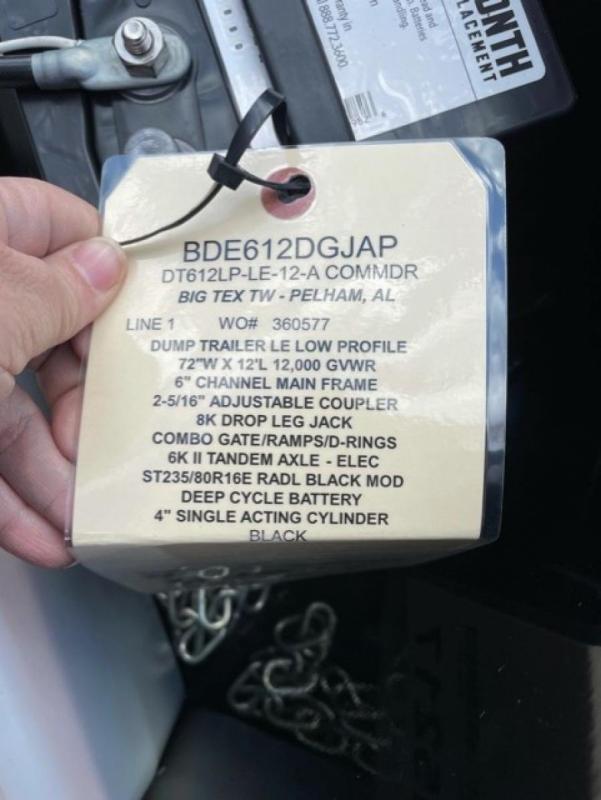 ONTH
LACEMENT
888.772.3600
BDE612DGJAP
DT612LP-LE-12-A COMMDR
BIG TEX TW - PELHAM, AL
LINE 1 WO# 360577
DUMP TRAILER LE LOW PROFILE
72"W X 12'L 12,000 GVWR
6" CHANNEL MAIN FRAME
2-5/16" ADJUSTABLE COUPLER
8K DROP LEG JACK
COMBO GATE/RAMPS/D-RINGS
6K II TANDEM AXLE - ELEC
ST235/80R16E RADL BLACK MOD
DEEP CYCLE BATTERY
4" SINGLE ACTING CYLINDER
BLACK